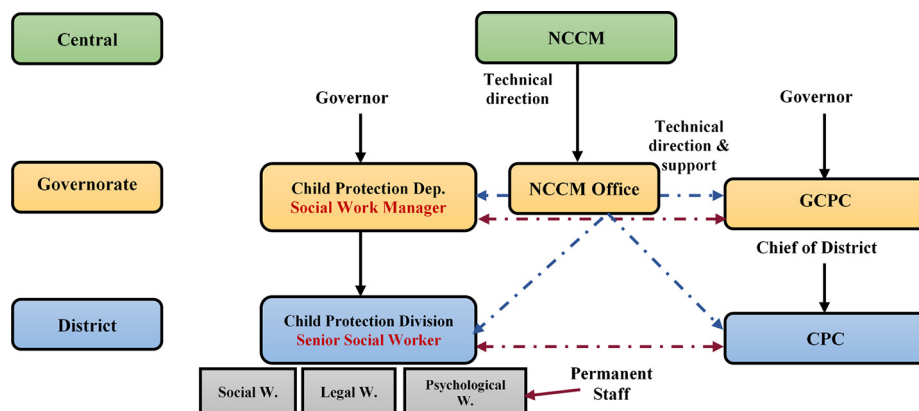 Central
NCCM
Technical
direction
Governor
Governor
Technical
direction &
support
Governorate
Child Protection Dep.
Social Work Manager
NCCM Office
GCPC
Chief of District
District
Child Protection Division
Senior Social Worker
CPC
Social W.
Legal W.
Psychological
W.
Permanent
Staff